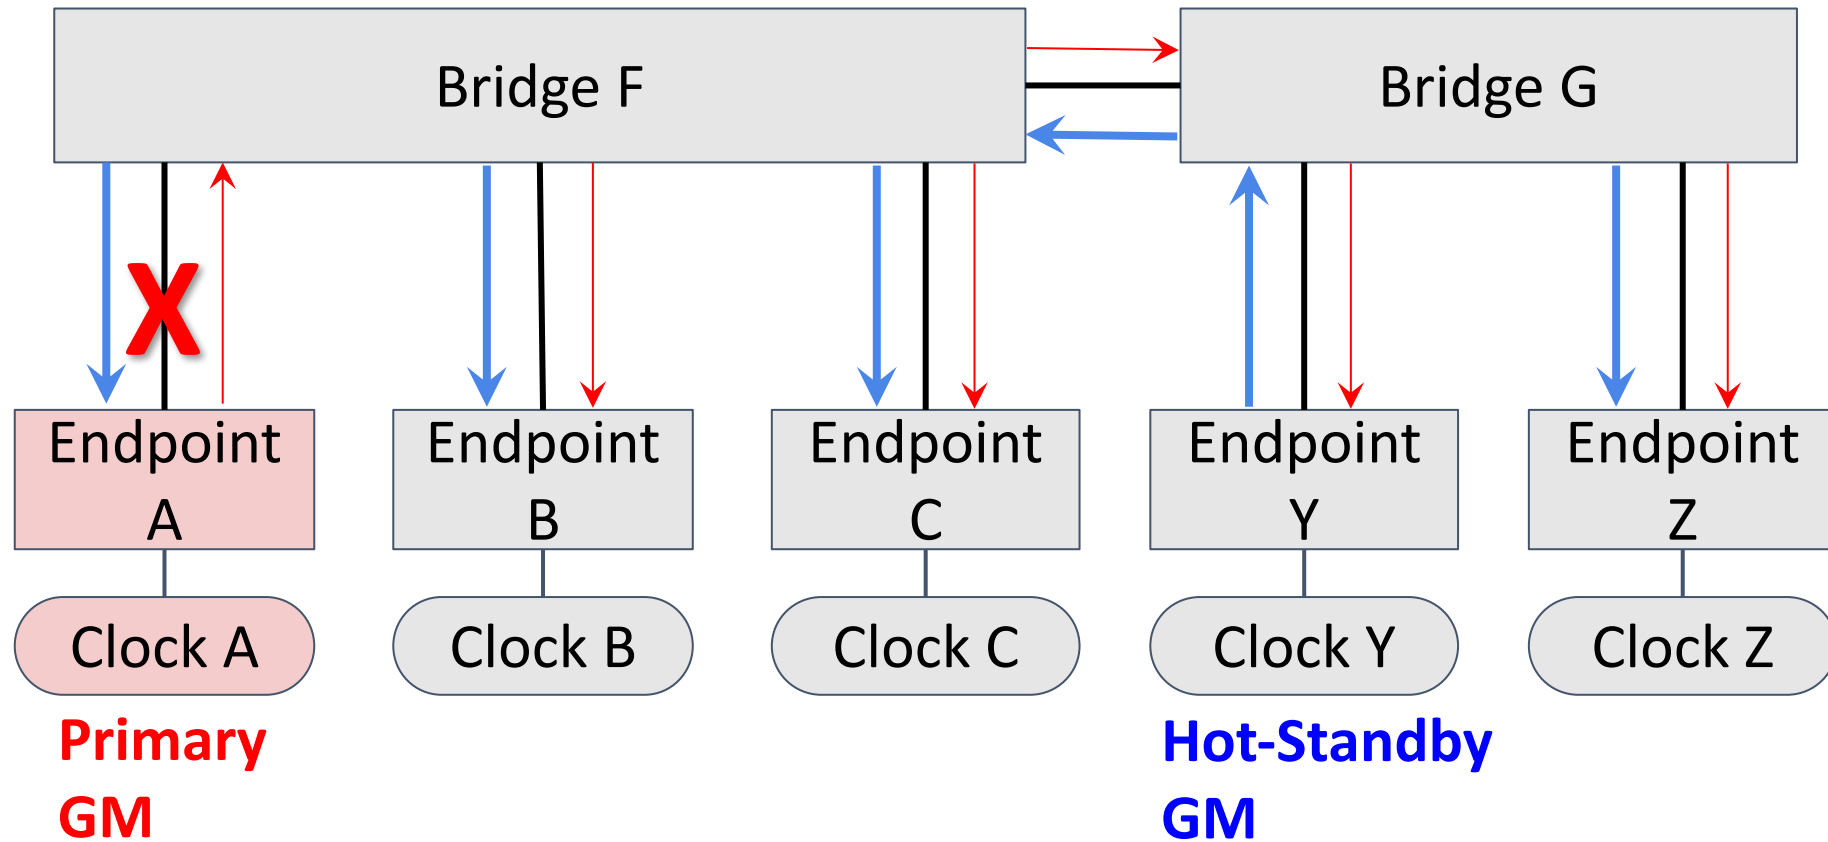 Bridge F
Bridge G
X
Endpoint
A
Endpoint
B
Endpoint
C
Endpoint
Y
Endpoint
Z
Clock A
Clock B
Clock C
Clock Y
Clock Z
Primary
GM
Hot-Standby
GM